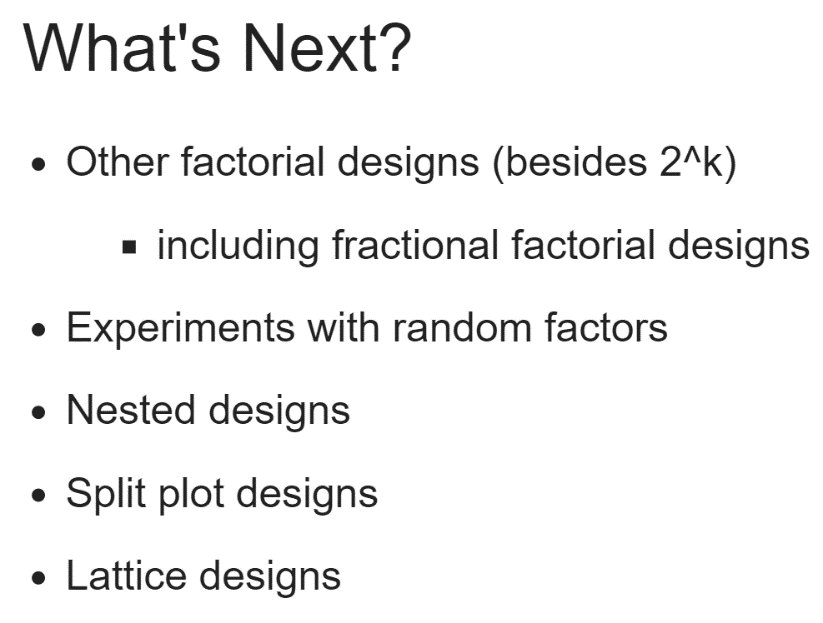 What's Next?
• Other factorial designs (besides 2^k)
▪ including fractional factorial designs
• Experiments with random factors
• Nested designs
• Split plot designs
• Lattice designs